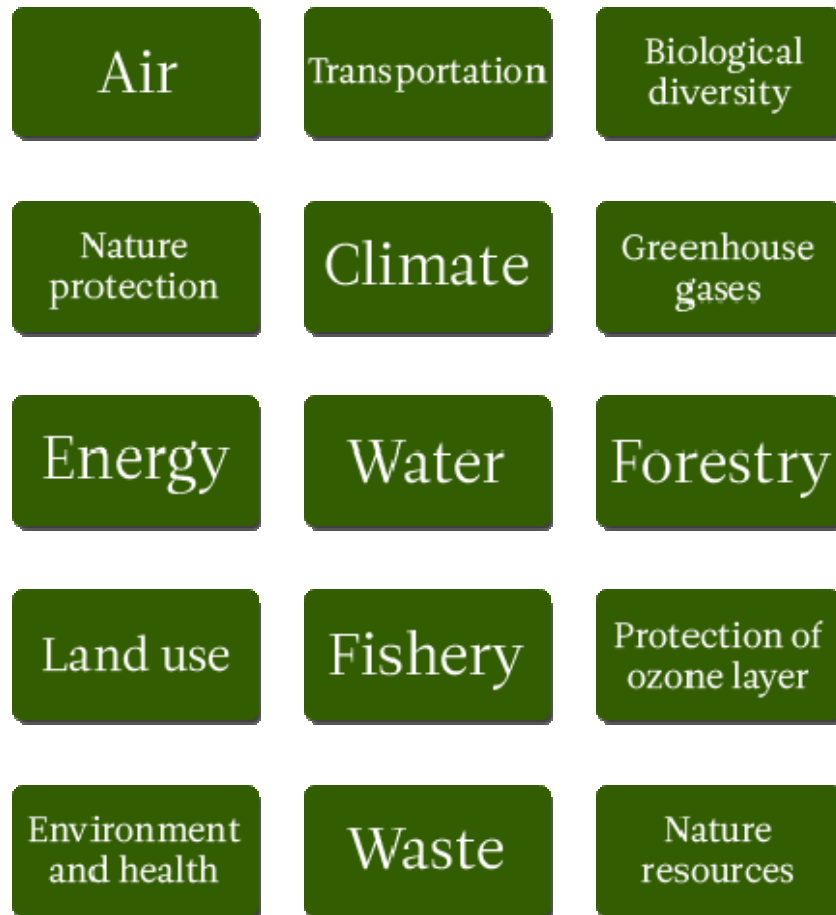 Air
Transportation
Biological
diversity
Nature
protection
Climate
Greenhouse
gases
Energy
Water
Forestry
Land use
Fishery
Protection of
ozone layer
Environment
and health
Waste
Nature
resources